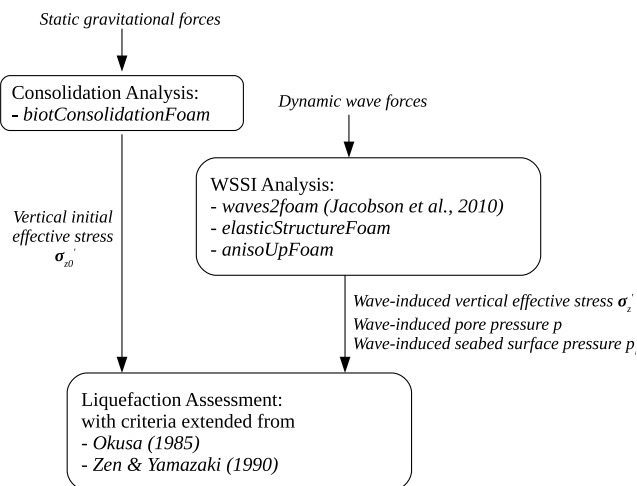 Static gravitational forces
Consolidation Analysis:
- biotConsolidationFoam
Dynamic wave forces
WSSI Analysis:
- waves2foam (Jacobson et al., 2010)
- elasticStructureFoam
- anisoUpFoam
Vertical initial
effective stress
σz0'
Wave-induced vertical effective stress σz'
Wave-induced pore pressure p
Wave-induced seabed surface pressure p
Liquefaction Assessment:
with criteria extended from
- Okusa (1985)
- Zen & Yamazaki (1990)